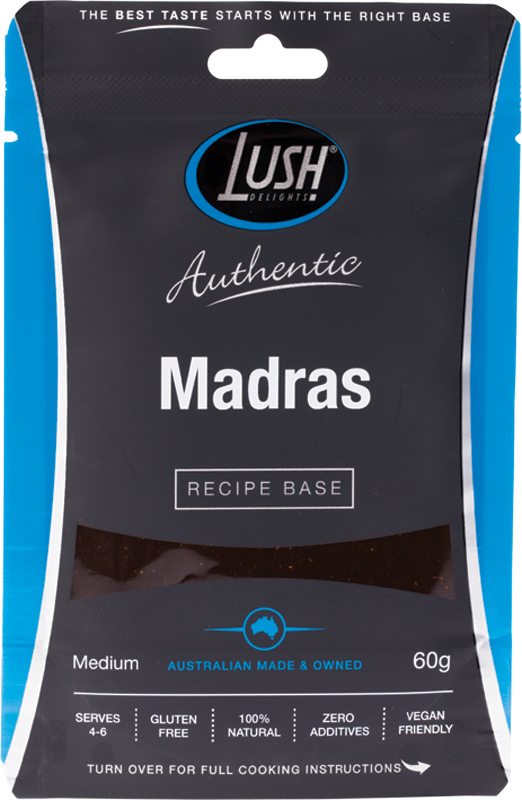 THE BEST TASTE STARTS WITH THE RIGHT BASE
LUSH®
DELIGHTS!
Authentic
Madras
RECIPE BASE
Medium
AUSTRALIAN MADE & OWNED
60g
SERVES
4-6
GLUTEN
FREE
100%
NATURAL
ZERO
ADDITIVES
VEGAN
FRIENDLY
TURN OVER FOR FULL COOKING INSTRUCTIONS